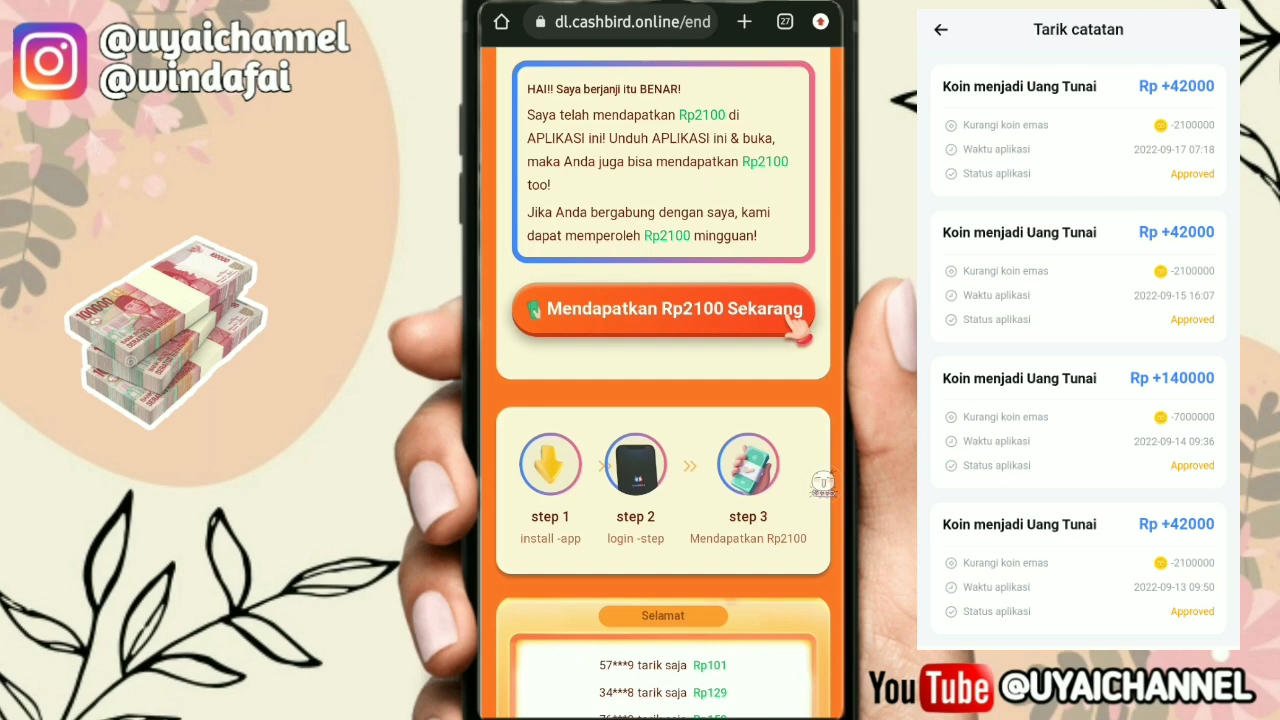 @uyaichannel
@windafai
dl.cashbird.online/end
27
HAI!! Saya berjanji itu BENAR!
Saya telah mendapatkan Rp2100 di
APLIKASI ini! Unduh APLIKASI ini & buka,
maka Anda juga bisa mendapatkan Rp2100
too!
Jika Anda bergabung dengan saya, kami
dapat memperoleh Rp2100 mingguan!
Mendapatkan Rp2100 Sekarang
step 1
install -app
step 2
login -step
step 3
Mendapatkan Rp2100
Selamat
57***9 tarik saja Rp101
34***8 tarik saja Rp129
Tarik catatan
Koin menjadi Uang Tunai Rp +42000
Kurangi koin emas -2100000
Waktu aplikasi 2022-09-17 07:18
Status aplikasi Approved
Koin menjadi Uang Tunai Rp +42000
Kurangi koin emas -2100000
Waktu aplikasi 2022-09-15 16:07
Status aplikasi Approved
Koin menjadi Uang Tunai Rp +140000
Kurangi koin emas -7000000
Waktu aplikasi 2022-09-14 09:36
Status aplikasi Approved
Koin menjadi Uang Tunai Rp +42000
Kurangi koin emas -2100000
Waktu aplikasi 2022-09-13 09:50
Status aplikasi Approved
YouTube @UYAICHANNEL
100000